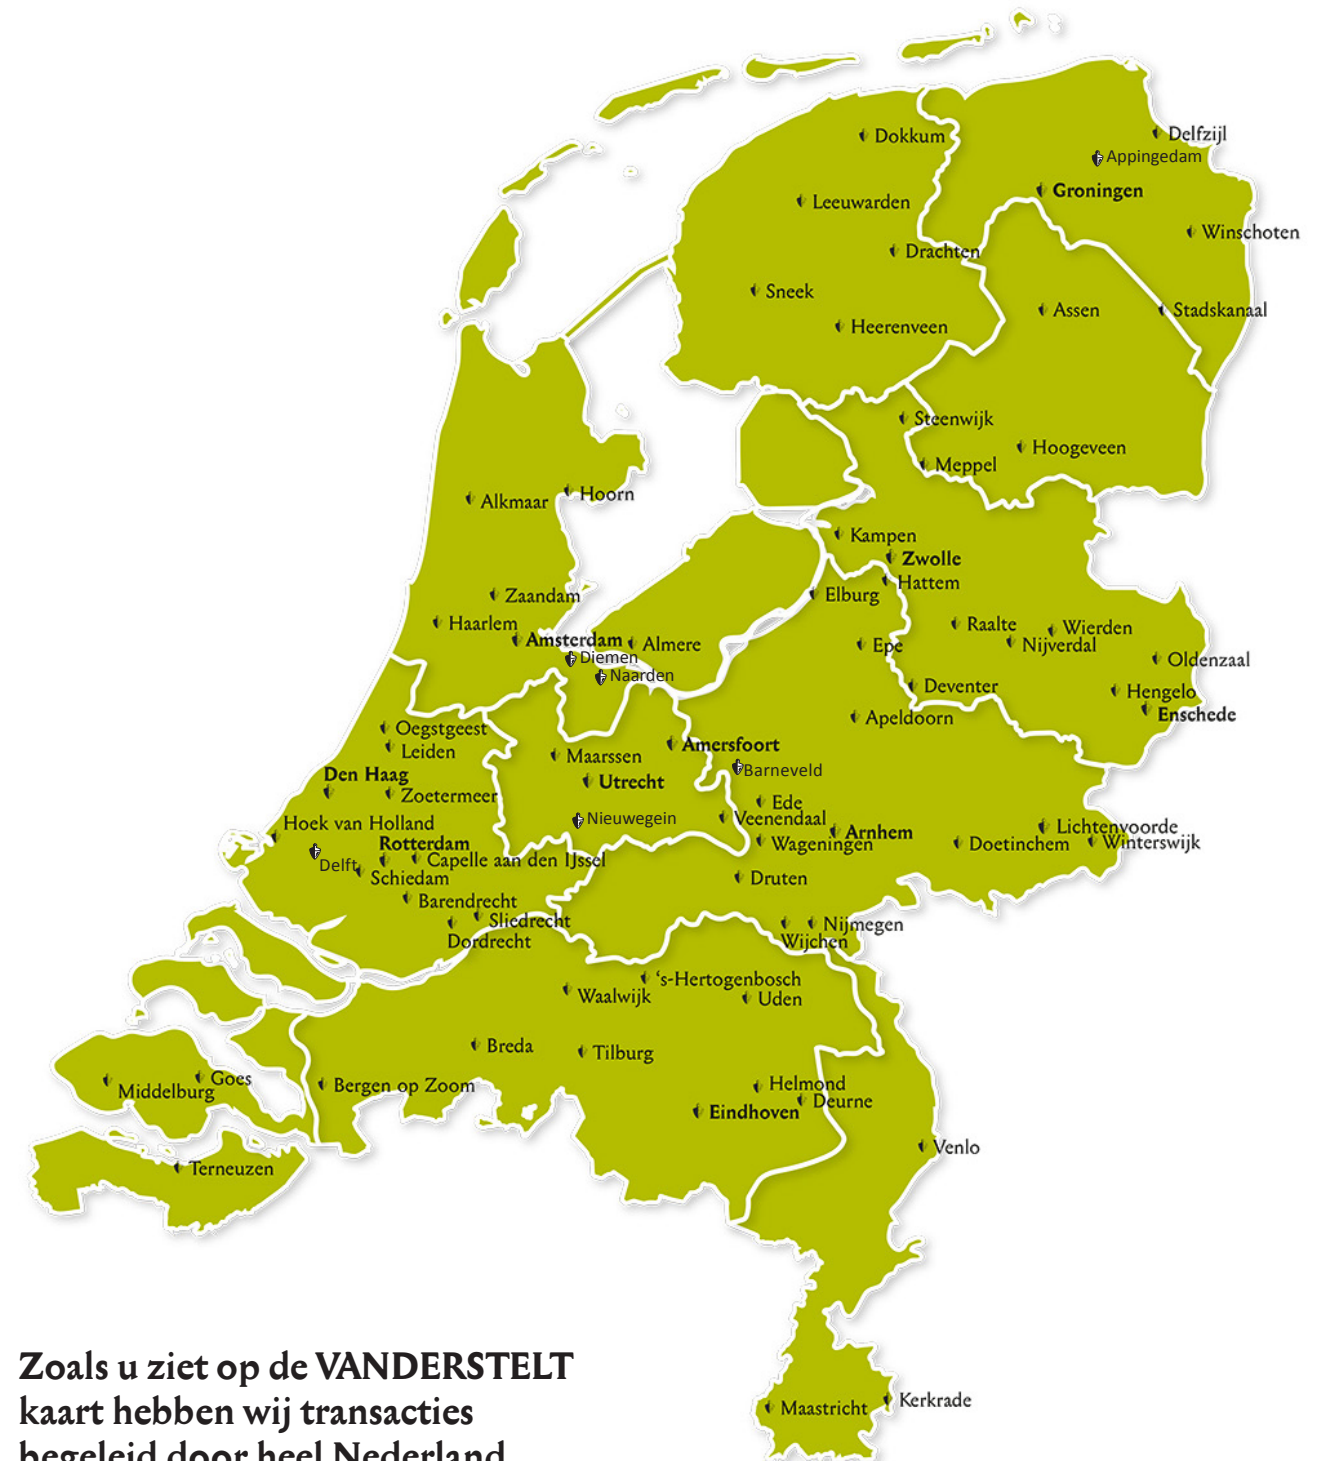 Dokkum
Delfzijl
Appingedam
Groningen
Leeuwarden
Winschoten
Drachten
Sneek
Assen
Stadskanaal
Heerenveen
Steenwijk
Hoogeveen
Meppel
Alkmaar
Hoorn
Kampen
Zwolle
Hattem
Elburg
Zaandam
Haarlem
Raalte
Wierden
Amsterdam
Almere
Epe
Nijverdal
Diemen
Oldenzaal
Naarden
Deventer
Hengelo
Enschede
Apeldoorn
Oegstgeest
Leiden
Maarssen
Amersfoort
Barneveld
Den Haag
Utrecht
Zoetermeer
Ede
Hoek van Holland
Nieuwegein
Veenendaal
Lichtenvoorde
Arnhem
Rotterdam
Wageningen
Doetinchem
Winterswijk
Delft
Capelle aan den IJssel
Schiedam
Druten
Barendrecht
Sliedrecht
Nijmegen
Dordrecht
Wijchen
's-Hertogenbosch
Waalwijk
Uden
Breda
Tilburg
Goes
Middelburg
Bergen op Zoom
Helmond
Deurne
Eindhoven
Venlo
Terneuzen
Zoals u ziet op de VANDERSTELT
kaart hebben wij transacties
begeleid door heel Nederland
Maastricht
Kerkrade